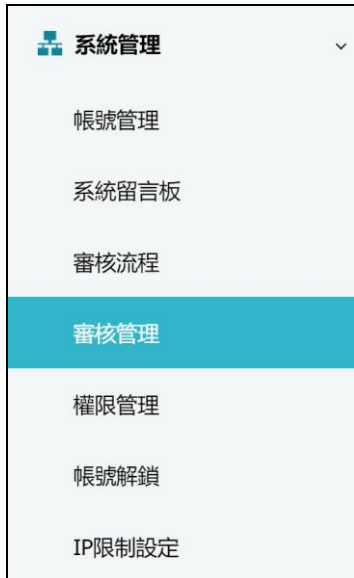 系統管理
帳號管理
系統留言板
審核流程
審核管理
權限管理
帳號解鎖
IP限制設定